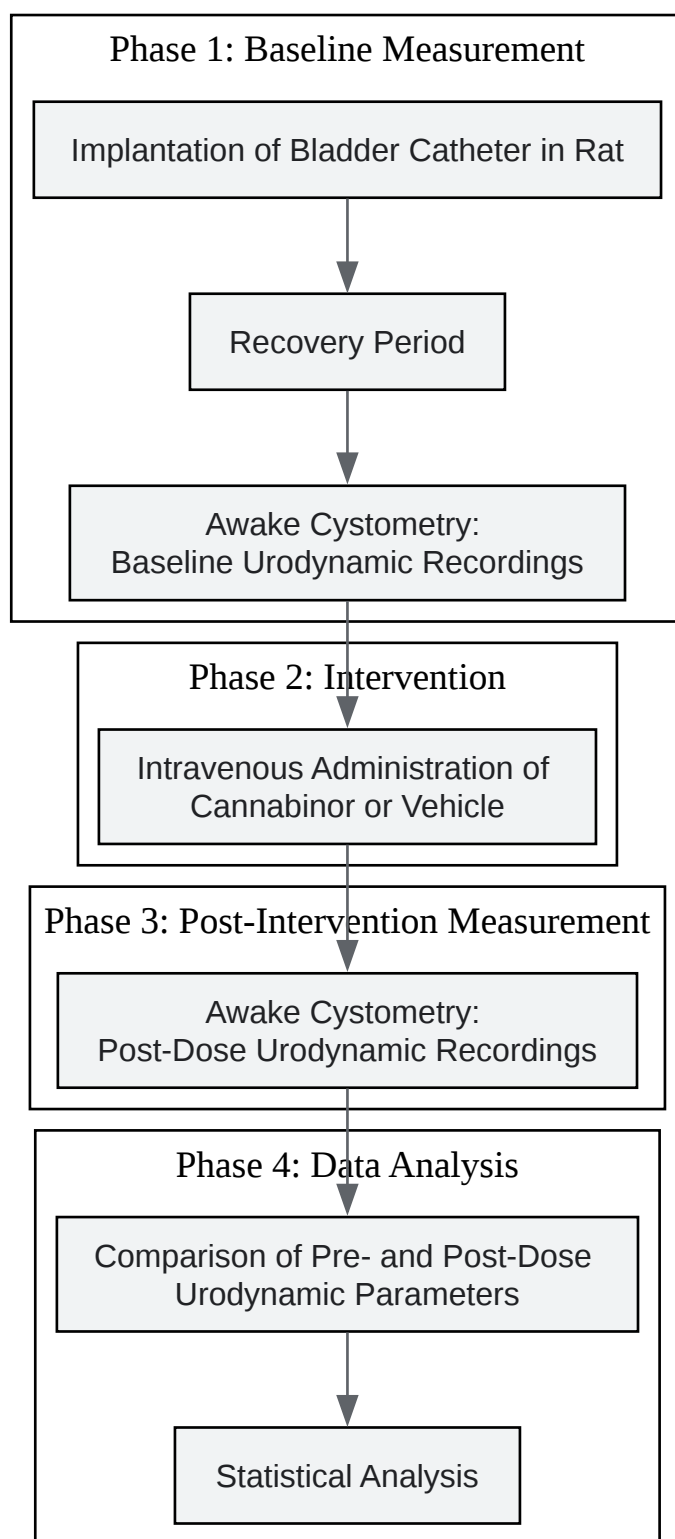 Phase 1: Baseline Measurement
Implantation of Bladder Catheter in Rat
Recovery Period
Awake Cystometry:
Baseline Urodynamic Recordings
Phase 2: Intervention
Intravenous Administration of
Cannabinor or Vehicle
Phase 3: Post-Intervention Measurement
Awake Cystometry:
Post-Dose Urodynamic Recordings
Phase 4: Data Analysis
Comparison of Pre- and Post-Dose
Urodynamic Parameters
Statistical Analysis